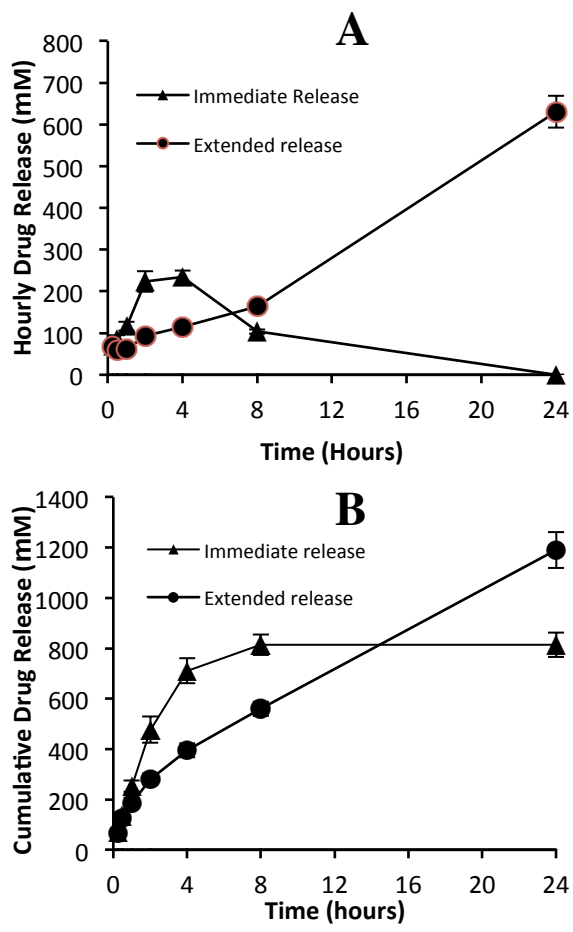 A
Hourly Drug Release (mM)
800
700
600
500
400
300
200
100
0
Immediate Release
Extended release
0 4 8 12 16 20 24
Time (Hours)
B
Cumulative Drug Release (mM)
1400
1200
1000
800
600
400
200
0
Immediate release
Extended release
0 4 8 12 16 20 24
Time (hours)